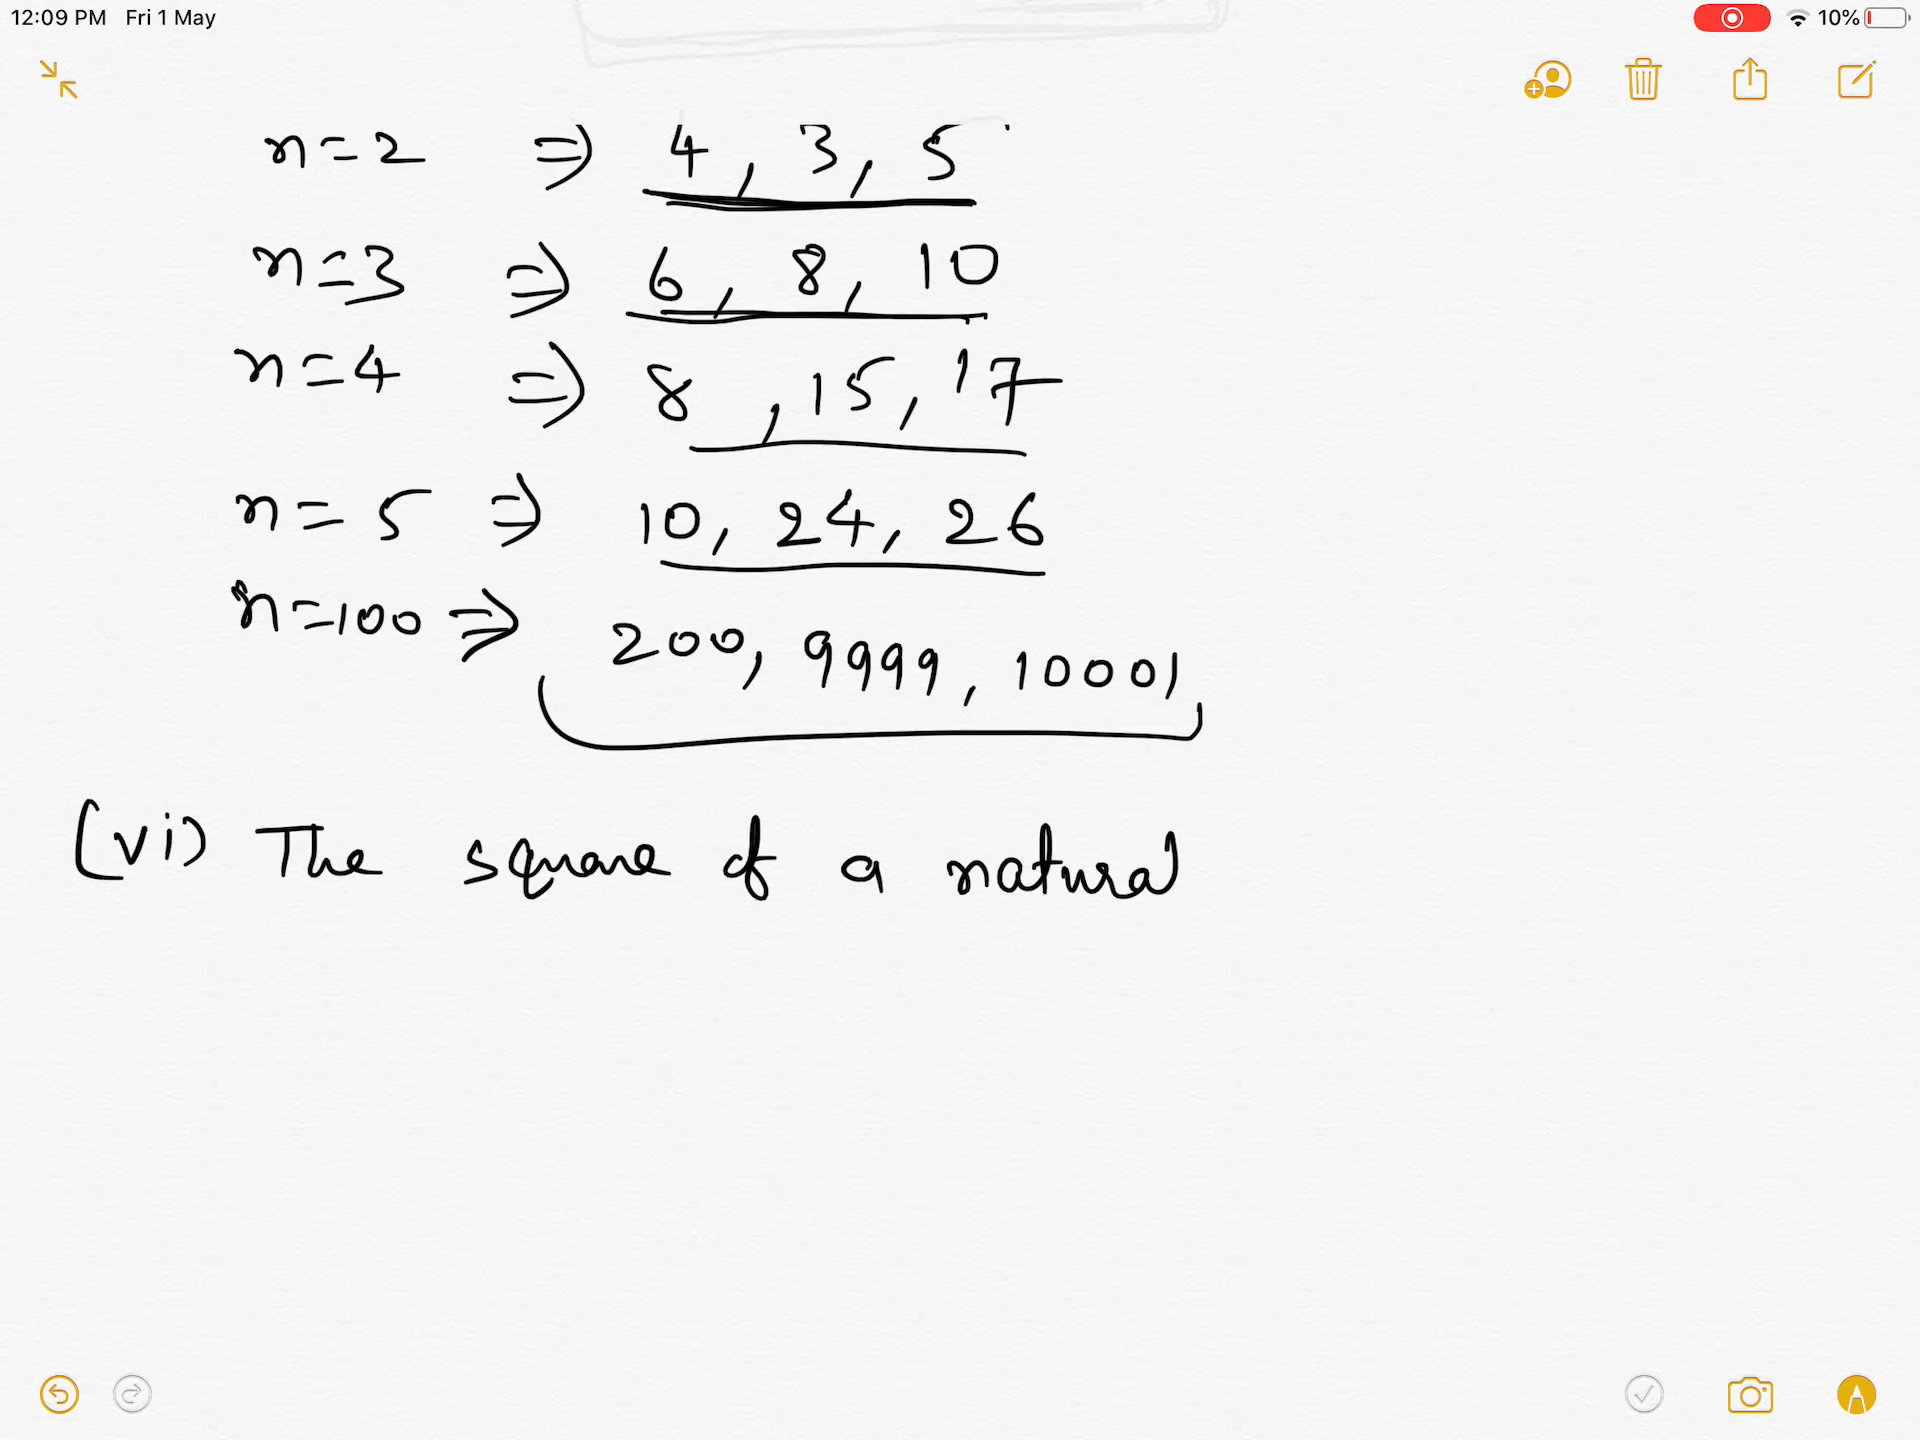 12:09 PM Fri 1 May 10%
n=2 ⇒ 4, 3, 5
n=3 ⇒ 6, 8, 10
n=4 ⇒ 8, 15, 17
n=5 ⇒ 10, 24, 26
n=100 ⇒ 200, 9999, 10001
(vi) The square of a natural